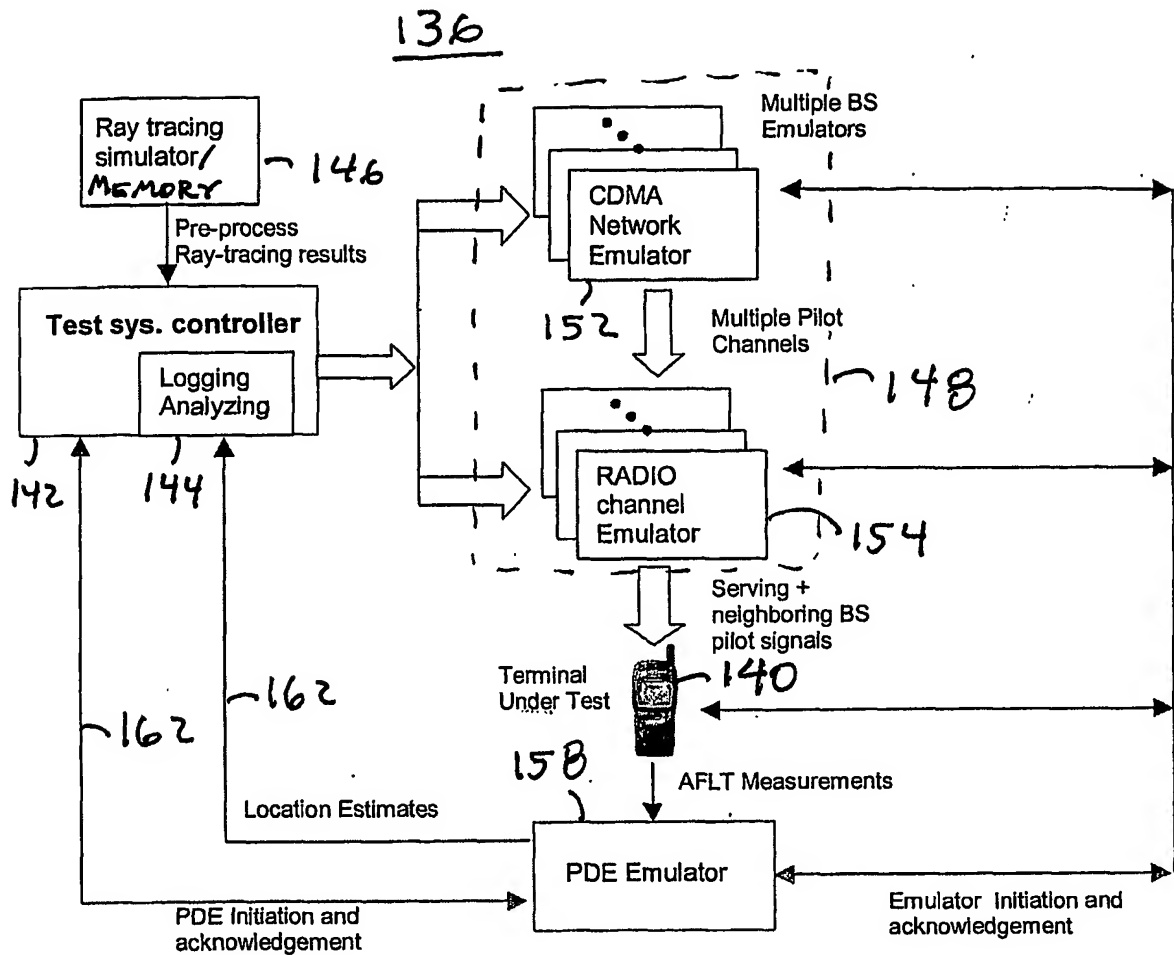 136
Ray tracing
simulator/
MEMORY
146
Pre-process
Ray-tracing results
Test sys. controller
Logging
Analyzing
142
144
Multiple BS
Emulators
CDMA
Network
Emulator
152
Multiple Pilot
Channels
148
RADIO
channel
Emulator
154
Serving +
neighboring BS
pilot signals
Terminal
Under Test
140
162
162
158
AFLT Measurements
Location Estimates
PDE Emulator
PDE Initiation and
acknowledgement
Emulator Initiation and
acknowledgement